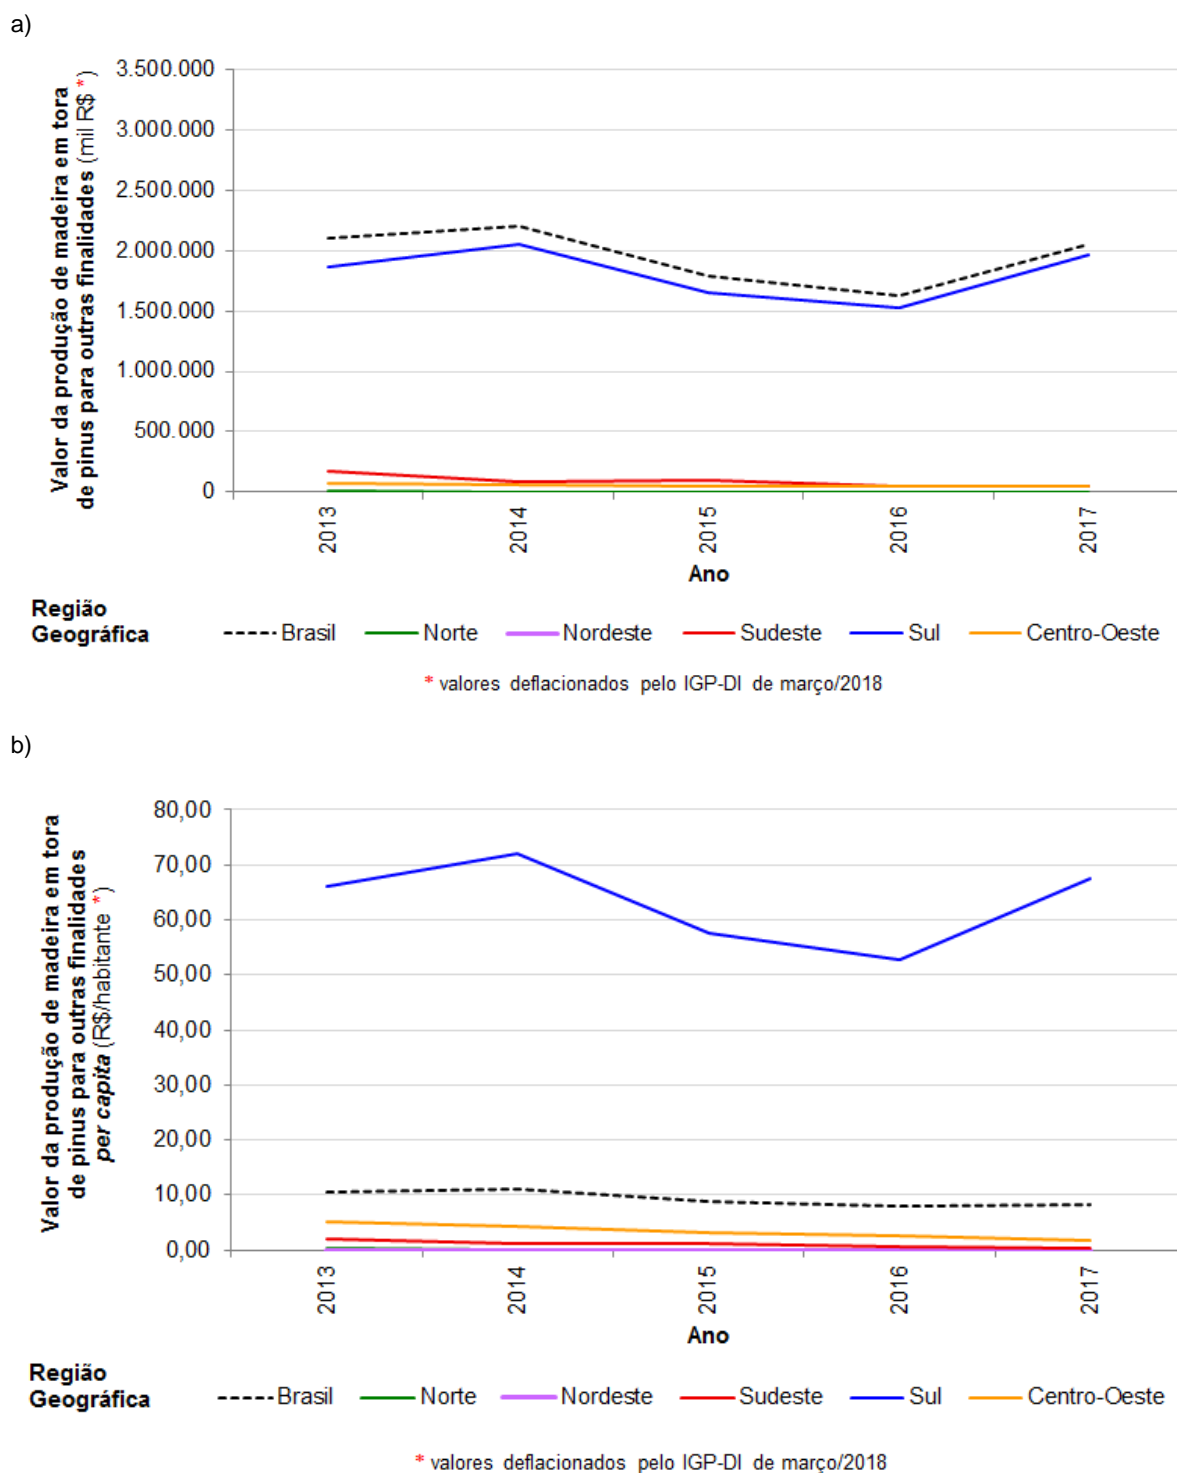 a)
Valor da produção de madeira em tora
de pinus para outras finalidades (mil R$ *)
3.500.000
3.000.000
2.500.000
2.000.000
1.500.000
1.000.000
500.000
0
2013
2014
2015
2016
2017
Ano
Região
Geográfica
Brasil
Norte
Nordeste
Sudeste
Sul
Centro-Oeste
* valores deflacionados pelo IGP-DI de março/2018
b)
Valor da produção de madeira em tora
de pinus para outras finalidades
per capita (R$/habitante *)
80,00
70,00
60,00
50,00
40,00
30,00
20,00
10,00
0,00
2013
2014
2015
2016
2017
Ano
Região
Geográfica
Brasil
Norte
Nordeste
Sudeste
Sul
Centro-Oeste
* valores deflacionados pelo IGP-DI de março/2018